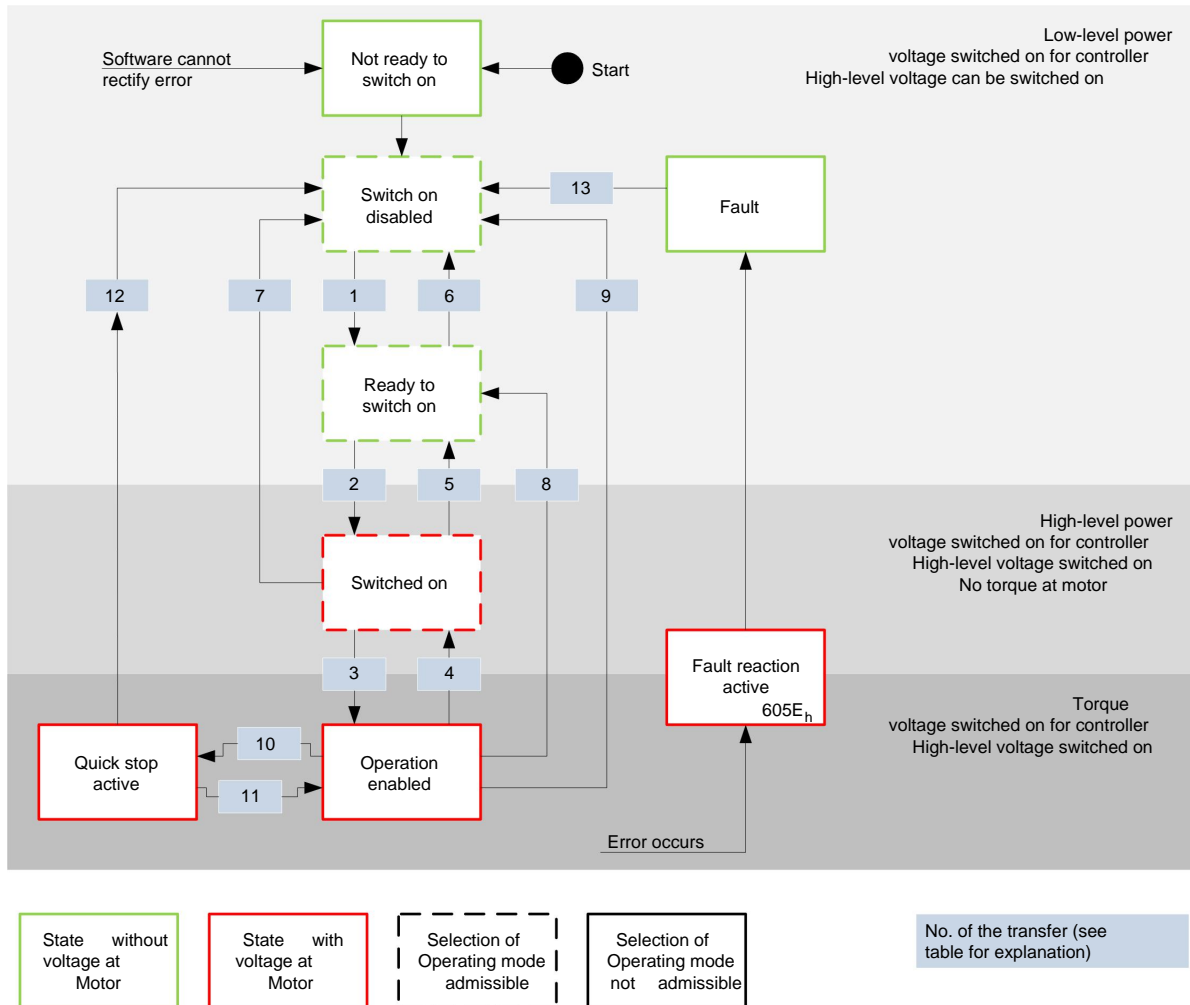 Low-level power
voltage switched on for controller
High-level voltage can be switched on
Software cannot
rectify error
Not ready to
switch on
Start
Switch on
disabled
13
Fault
12
7
1
6
9
Ready to
switch on
2
5
8
High-level power
voltage switched on for controller
High-level voltage switched on
No torque at motor
Switched on
3
4
Fault reaction
active
605Eh
Torque
voltage switched on for controller
High-level voltage switched on
Quick stop
active
10
11
Operation
enabled
Error occurs
State without
voltage at
Motor
State with
voltage at
Motor
Selection of
Operating mode
admissible
Selection of
Operating mode
not admissible
No. of the transfer (see
table for explanation)